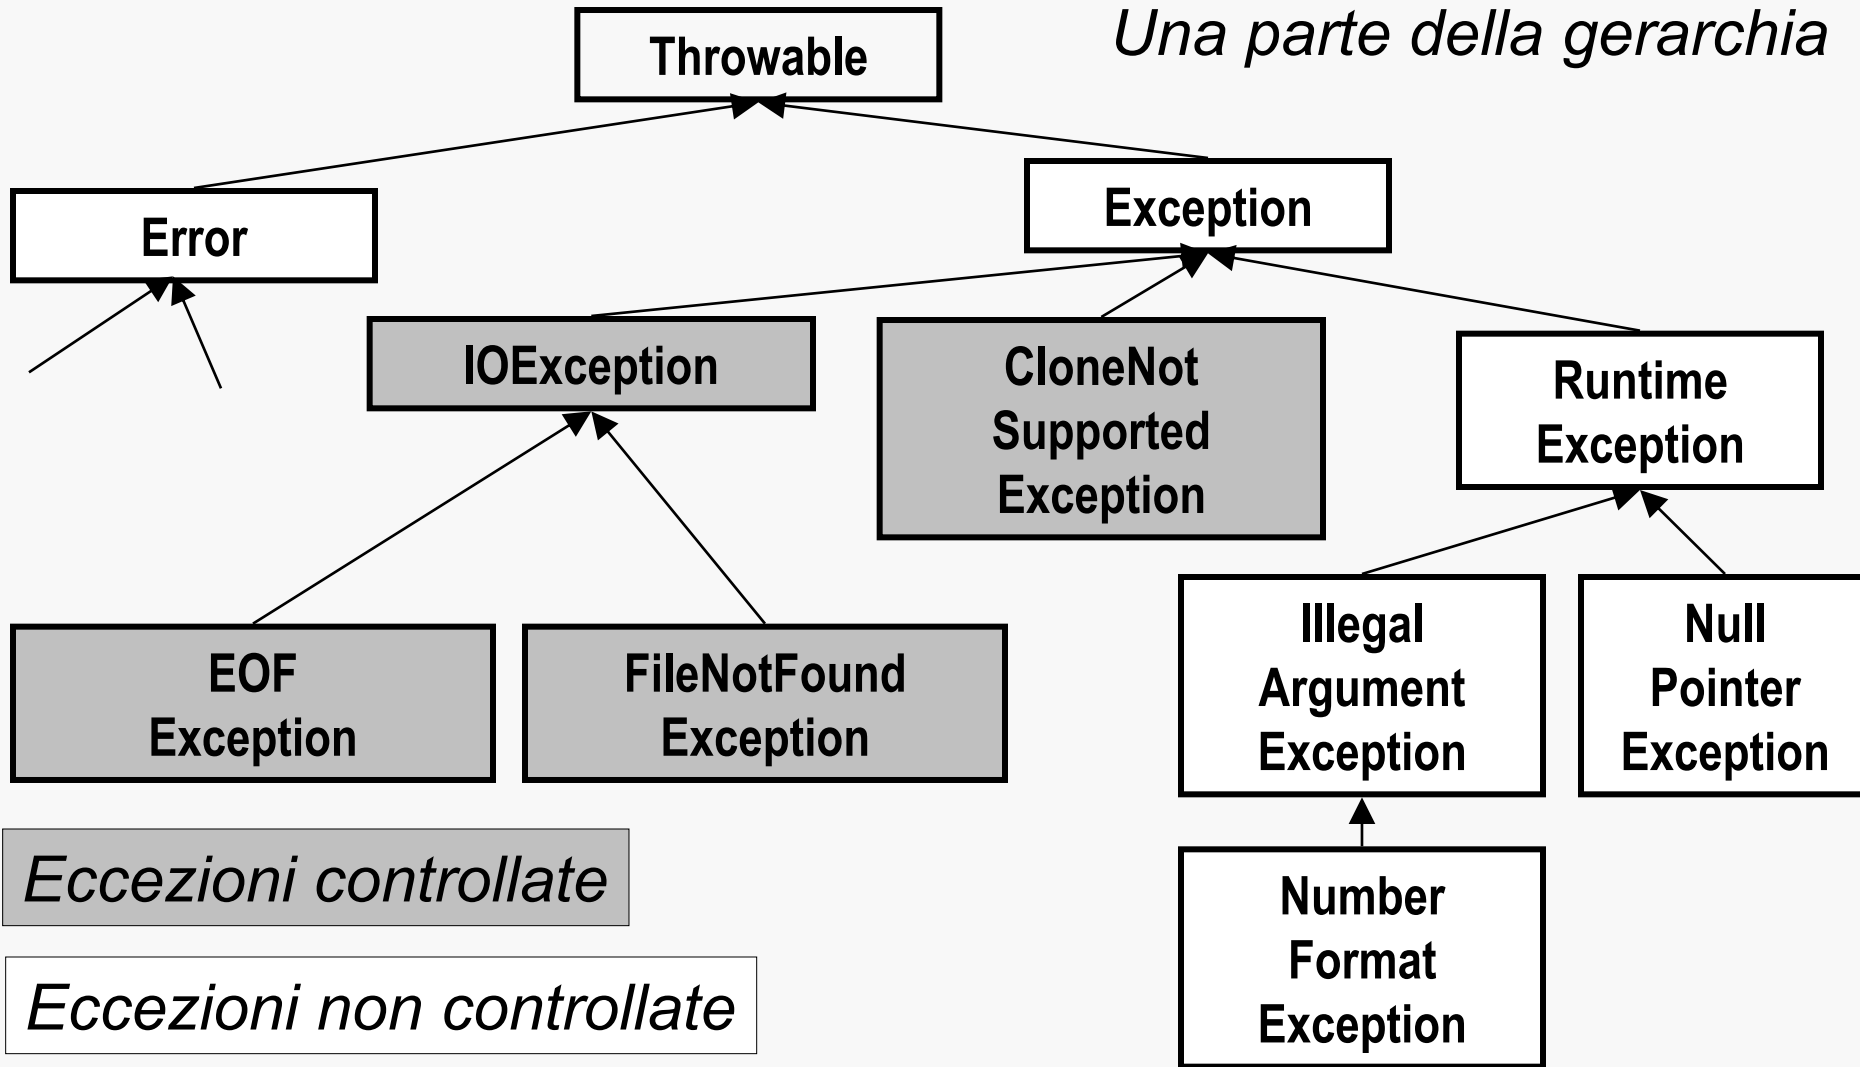 Una parte della gerarchia
Throwable
Error
Exception
IOException
CloneNot
Supported
Exception
Runtime
Exception
EOF
Exception
FileNotFound
Exception
Illegal
Argument
Exception
Null
Pointer
Exception
Number
Format
Exception
Eccezioni controllate
Eccezioni non controllate